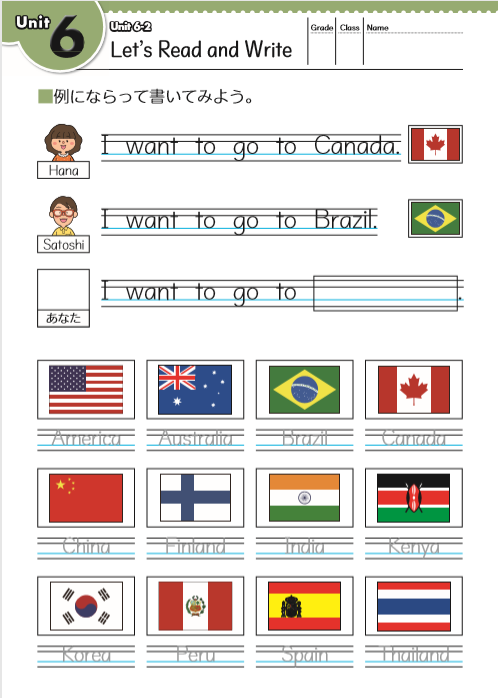 Unit 6
Unit 6-2
Let's Read and Write
Grade Class Name
■例にならって書いてみよう。
I want to go to Canada.
Hana
I want to go to Brazil.
Satoshi
I want to go to .
あなた
America Australia Brazil Canada
China Finland India Kenya
Korea Peru Spain Thailand